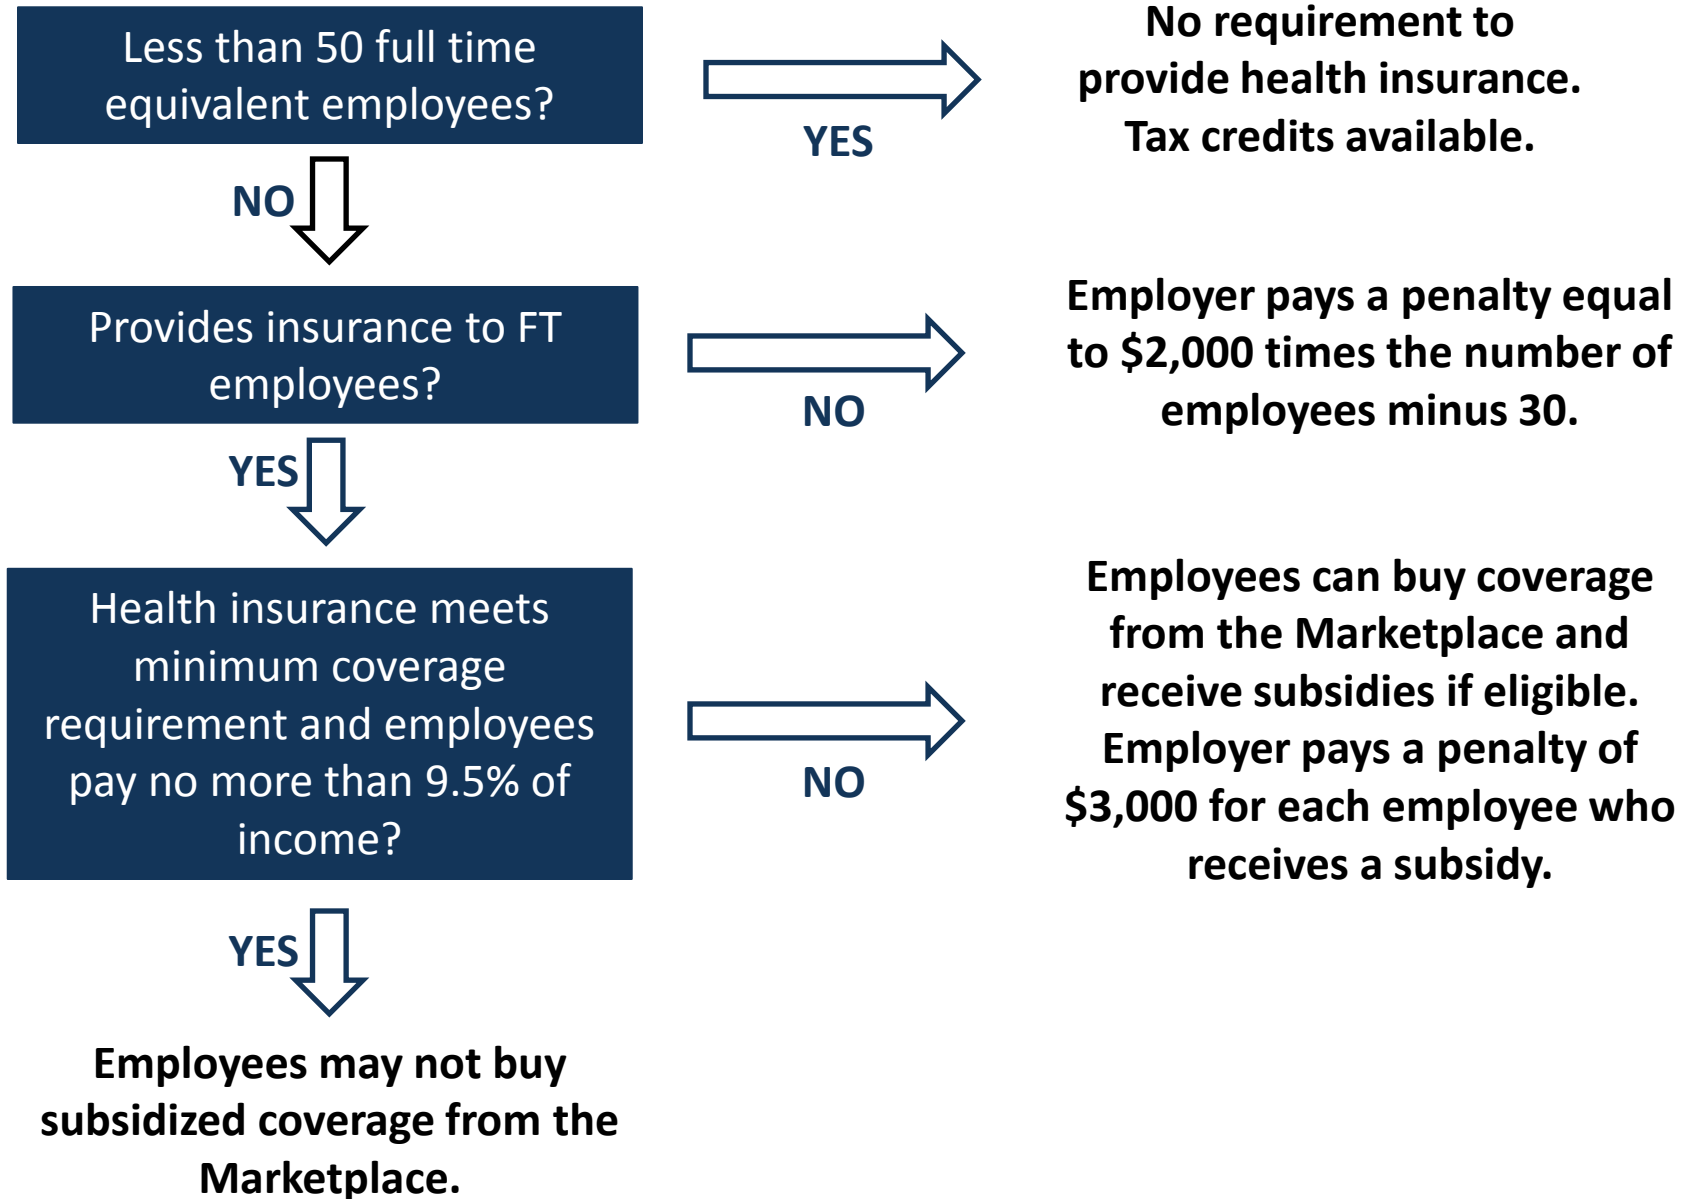 Less than 50 full time
equivalent employees?
YES
No requirement to
provide health insurance.
Tax credits available.
NO
Provides insurance to FT
employees?
NO
Employer pays a penalty equal
to $2,000 times the number of
employees minus 30.
YES
Health insurance meets
minimum coverage
requirement and employees
pay no more than 9.5% of
income?
NO
Employees can buy coverage
from the Marketplace and
receive subsidies if eligible.
Employer pays a penalty of
$3,000 for each employee who
receives a subsidy.
YES
Employees may not buy
subsidized coverage from the
Marketplace.